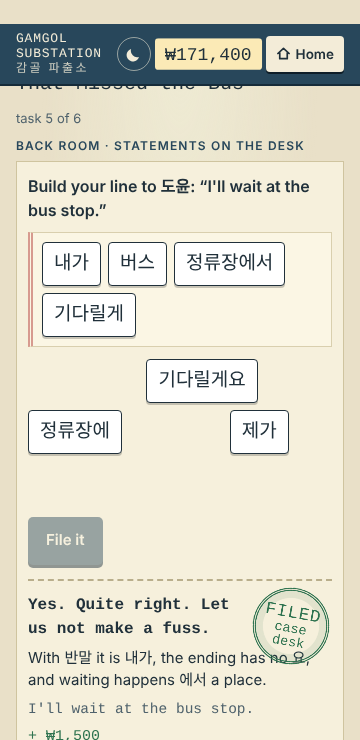 GAMGOL
SUBSTATION
감골 파출소
₩171,400
Home
That missed the Bus
task 5 of 6
BACK ROOM · STATEMENTS ON THE DESK
Build your line to 도윤: “I'll wait at the
bus stop.”
내가 버스 정류장에서
기다릴게
기다릴게요
정류장에 제가
File it
Yes. Quite right. Let
us not make a fuss.
FILED
case
desk
With 반말 it is 내가, the ending has no 요,
and waiting happens 에서 a place.
I'll wait at the bus stop.
+ ₩1,500